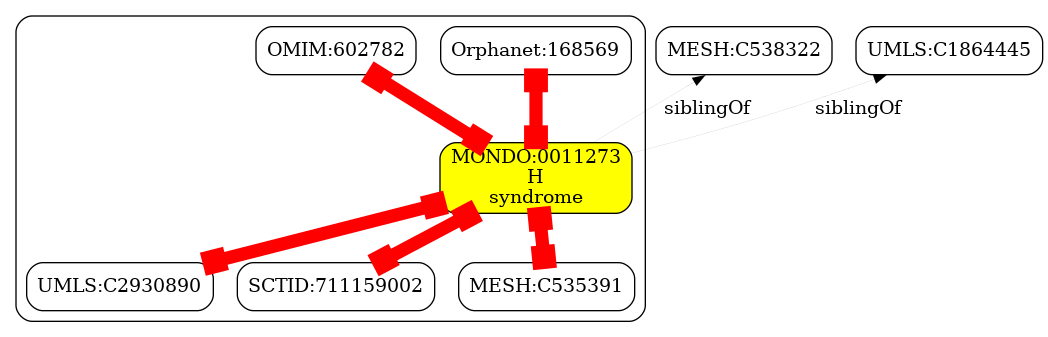 OMIM:602782
Orphanet:168569
MESH:C538322
UMLS:C1864445
siblingOf
siblingOf
MONDO:0011273
H
syndrome
UMLS:C2930890
SCTID:711159002
MESH:C535391